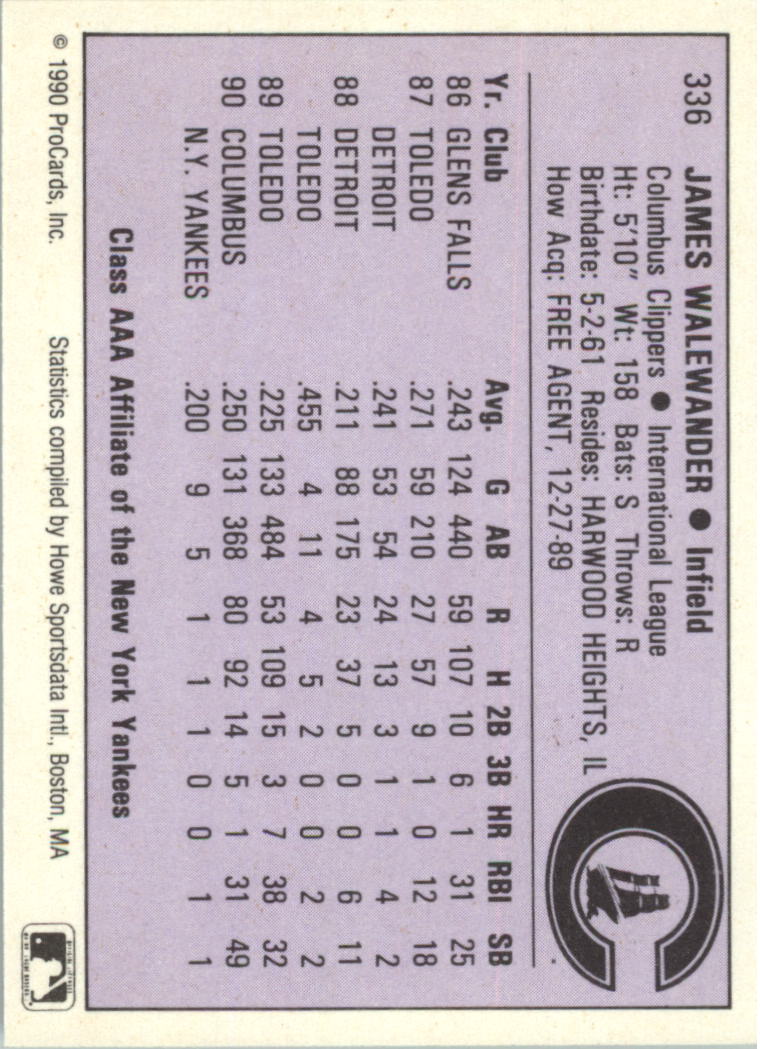 336 JAMES WALEWANDER ● Infield
Columbus Clippers ● International League
Ht: 5'10" Wt: 158 Bats: S Throws: R
Birthdate: 5-2-61 Resides: HARWOOD HEIGHTS, IL
How Acq: FREE AGENT, 12-27-89
Yr. Club Avg. G AB R H 2B 3B HR RBI SB
86 GLENS FALLS .243 124 440 59 107 10 6 1 31 25
87 TOLEDO .271 59 210 27 57 9 1 0 12 18
DETROIT .241 53 54 24 13 3 1 1 4 2
88 DETROIT .211 88 175 23 37 5 0 0 6 11
TOLEDO .455 4 11 4 5 2 0 0 2 2
89 TOLEDO .225 133 484 53 109 15 3 7 38 32
90 COLUMBUS .250 131 368 80 92 14 5 1 31 49
N.Y. YANKEES .200 9 5 1 1 1 0 0 1 1
Class AAA Affiliate of the New York Yankees
© 1990 ProCards, Inc. Statistics compiled by Howe Sportsdata Intl., Boston, MA